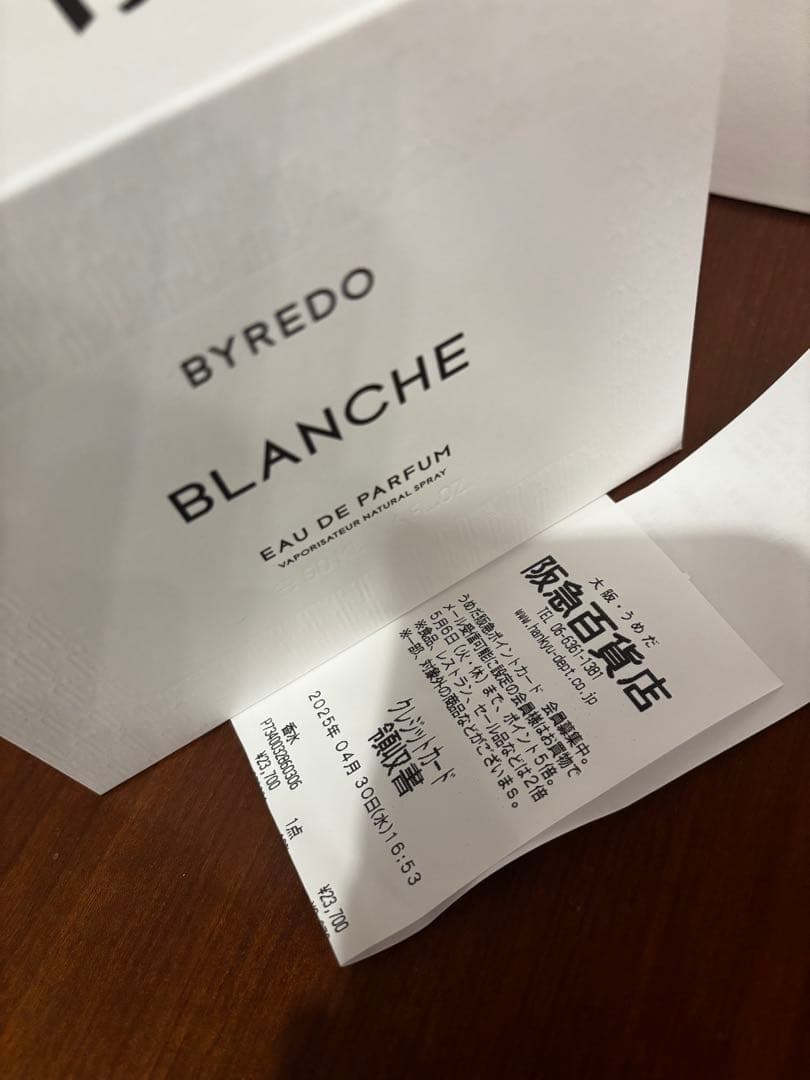 BYREDO
BLANCHE
EAU DE PARFUM
VAPORISATEUR NATURAL SPRAY
大阪・うめだ
阪急百貨店
TEL 06-6361-1381
www.hankyu-dept.co.jp
うめだ阪急ポイントカード 会員募集中。
メール受信可能に設定の会員様はお買物で
5月6日(火・休)まで、ポイント5倍。
※食品、レストラン、セール品などは2倍
※一部、対象外の商品などがございます。
クレジットカード
領収書
2025年 04月 30日(水)16:53
香水
P7340032860306
¥23,700 1点 ¥23,700